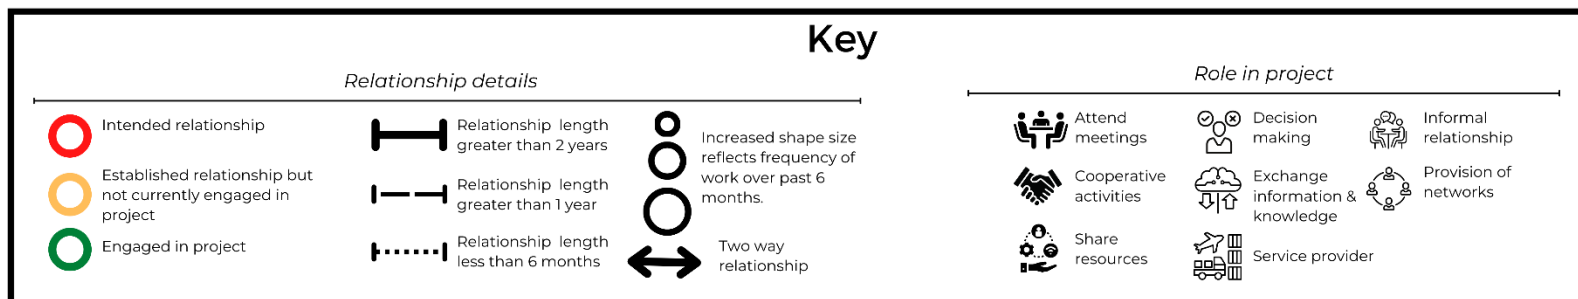 Key
Relationship details
Intended relationship
Established relationship but
not currently engaged in
project
Engaged in project
Relationship length
greater than 2 years
Relationship length
greater than 1 year
Relationship length
less than 6 months
Increased shape size
reflects frequency of
work over past 6
months.
Two way
relationship
Role in project
Attend
meetings
Cooperative
activities
Share
resources
Decision
making
Exchange
information &
knowledge
Service provider
Informal
relationship
Provision of
networks